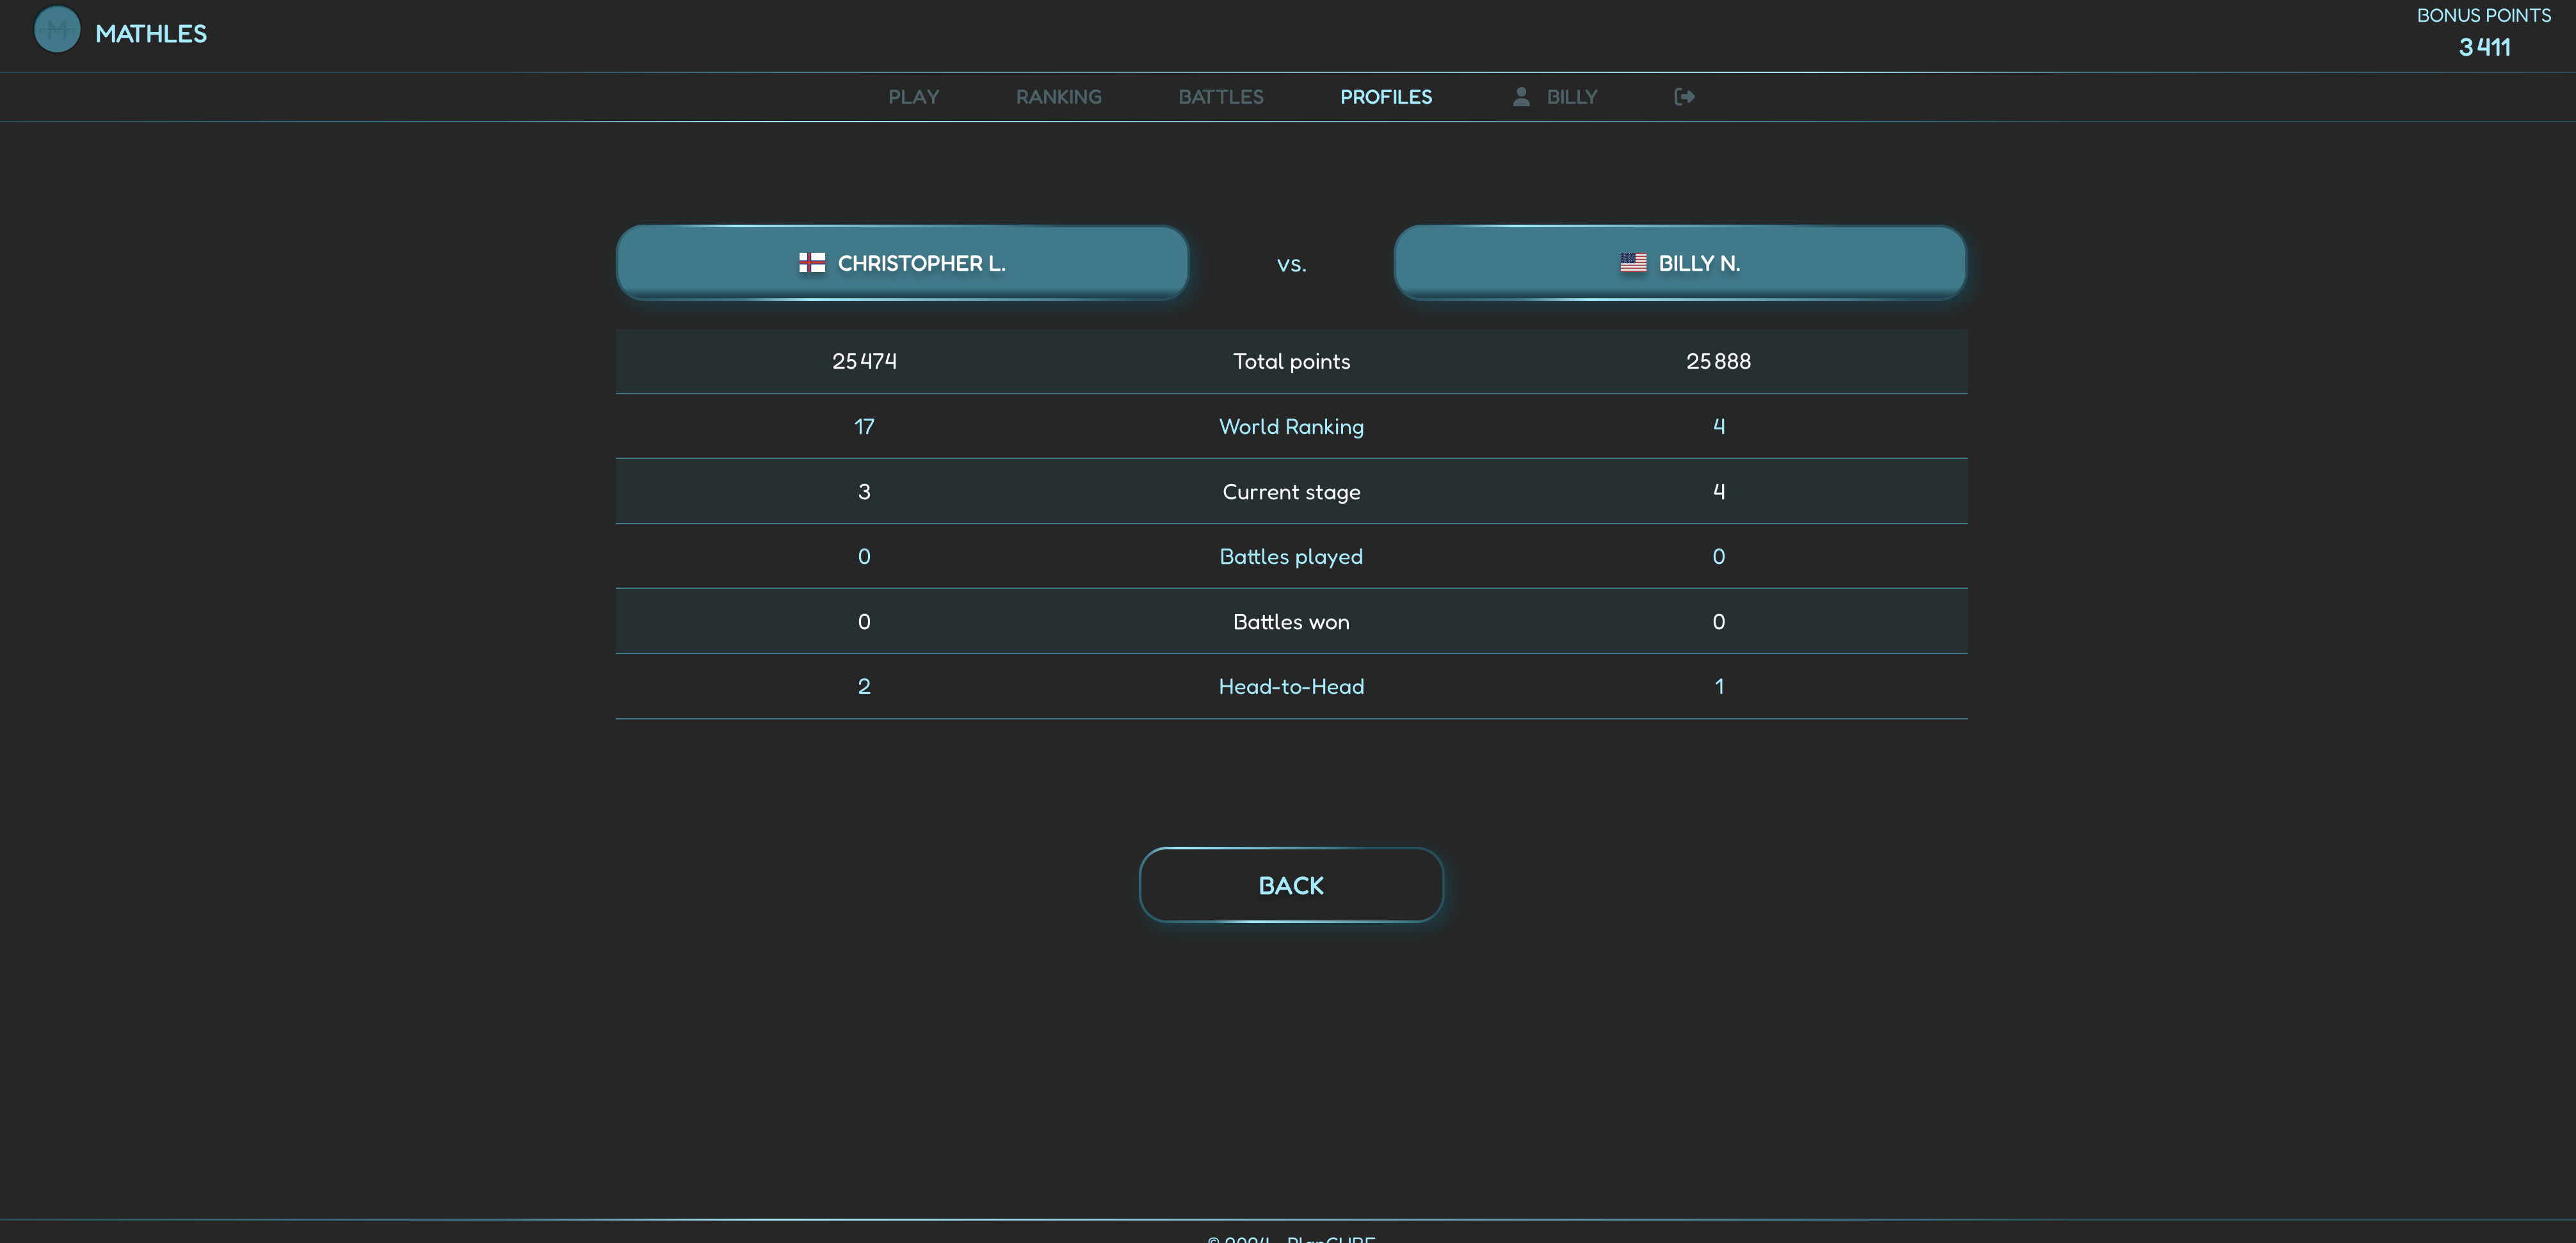 MATHLES
BONUS POINTS
3 411
PLAY RANKING BATTLES PROFILES BILLY
CHRISTOPHER L. vs. BILLY N.
25 474 Total points 25 888
17 World Ranking 4
3 Current stage 4
0 Battles played 0
0 Battles won 0
2 Head-to-Head 1
BACK